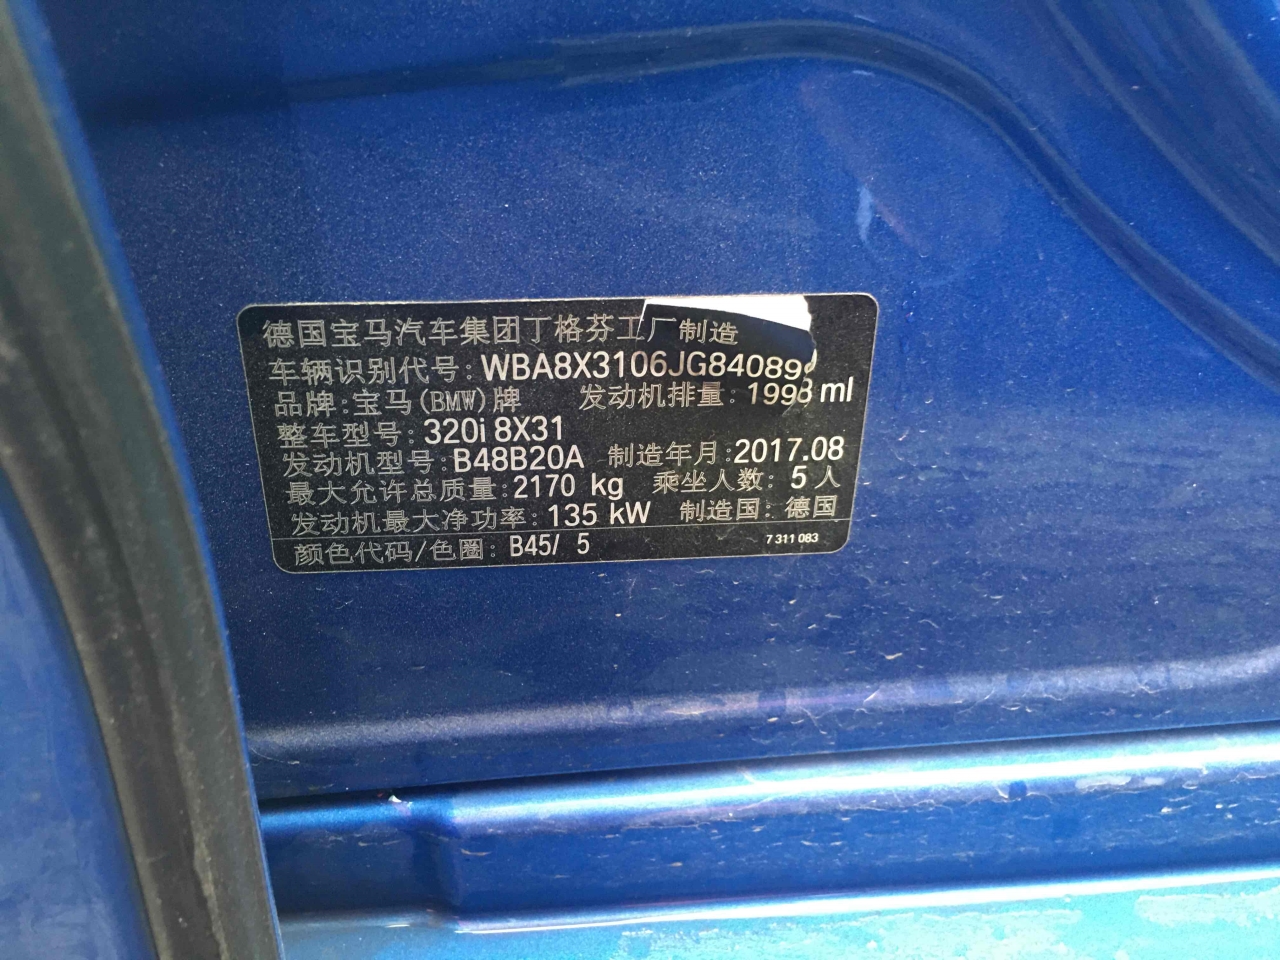 德国宝马汽车集团丁格芬工厂制造
车辆识别代号: WBA8X3106JG84089
品牌:宝马(BMW)牌 发动机排量: 1998 ml
整车型号: 320i 8X31
发动机型号: B48B20A 制造年月: 2017.08
最大允许总质量: 2170 kg 乘坐人数: 5 人
发动机最大净功率: 135 kW 制造国: 德国
颜色代码/色圈: B45/ 5 7 311 083